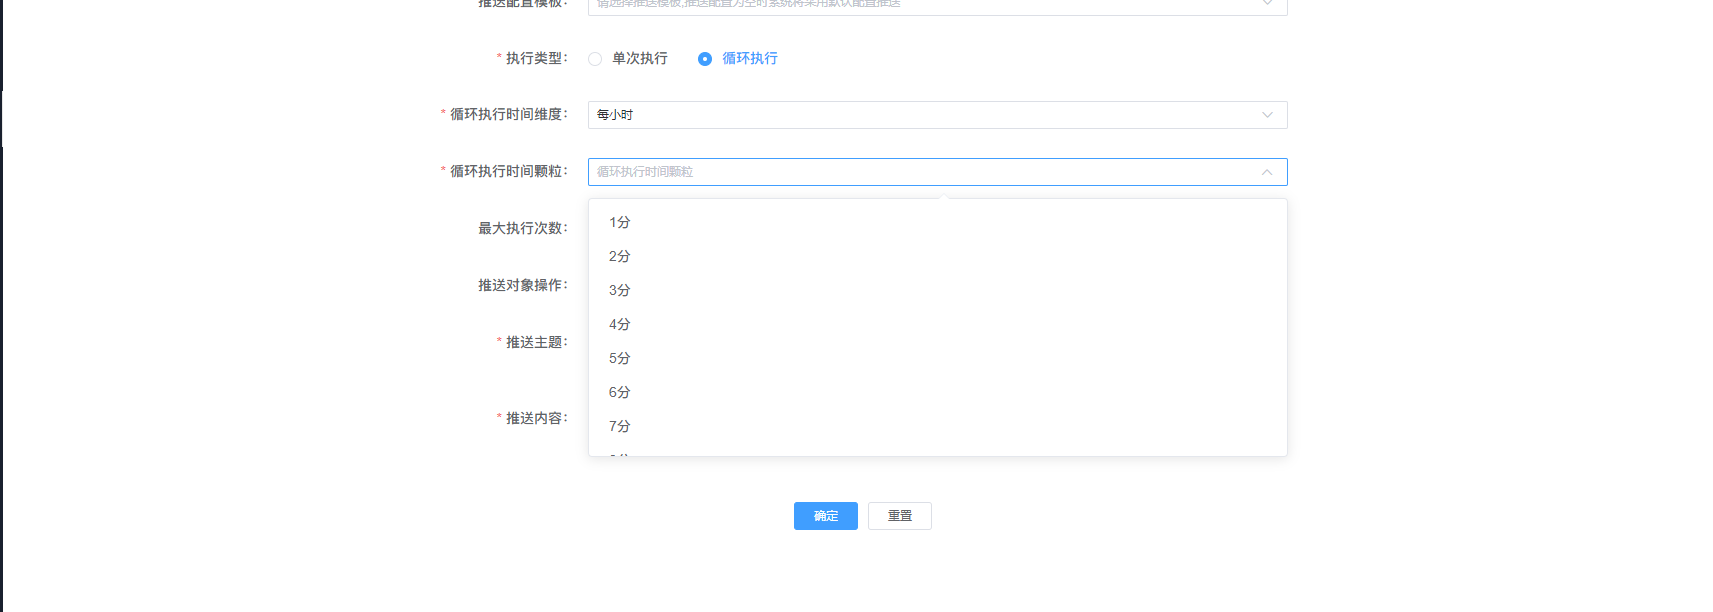 推送配置模板：
请选择推送模板,推送配置为空时系统将采用默认配置推送
* 执行类型： 单次执行 循环执行
* 循环执行时间维度： 每小时
* 循环执行时间颗粒： 循环执行时间颗粒
最大执行次数：
推送对象操作：
* 推送主题：
* 推送内容：
1分
2分
3分
4分
5分
6分
7分
确定 重置